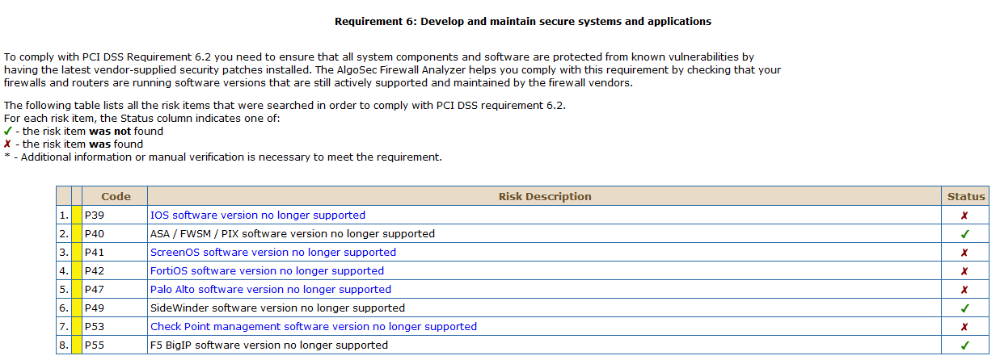 Requirement 6: Develop and maintain secure systems and applications
To comply with PCI DSS Requirement 6.2 you need to ensure that all system components and software are protected from known vulnerabilities by
having the latest vendor-supplied security patches installed. The AlgoSec Firewall Analyzer helps you comply with this requirement by checking that your
firewalls and routers are running software versions that are still actively supported and maintained by the firewall vendors.
The following table lists all the risk items that were searched in order to comply with PCI DSS requirement 6.2.
For each risk item, the Status column indicates one of:
✓ - the risk item was not found
✗ - the risk item was found
* - Additional information or manual verification is necessary to meet the requirement.
Code Risk Description Status
1. P39 IOS software version no longer supported ✗
2. P40 ASA / FWSM / PIX software version no longer supported ✓
3. P41 ScreenOS software version no longer supported ✗
4. P42 FortiOS software version no longer supported ✗
5. P47 Palo Alto software version no longer supported ✗
6. P49 SideWinder software version no longer supported ✓
7. P53 Check Point management software version no longer supported ✗
8. P55 F5 BigIP software version no longer supported ✓